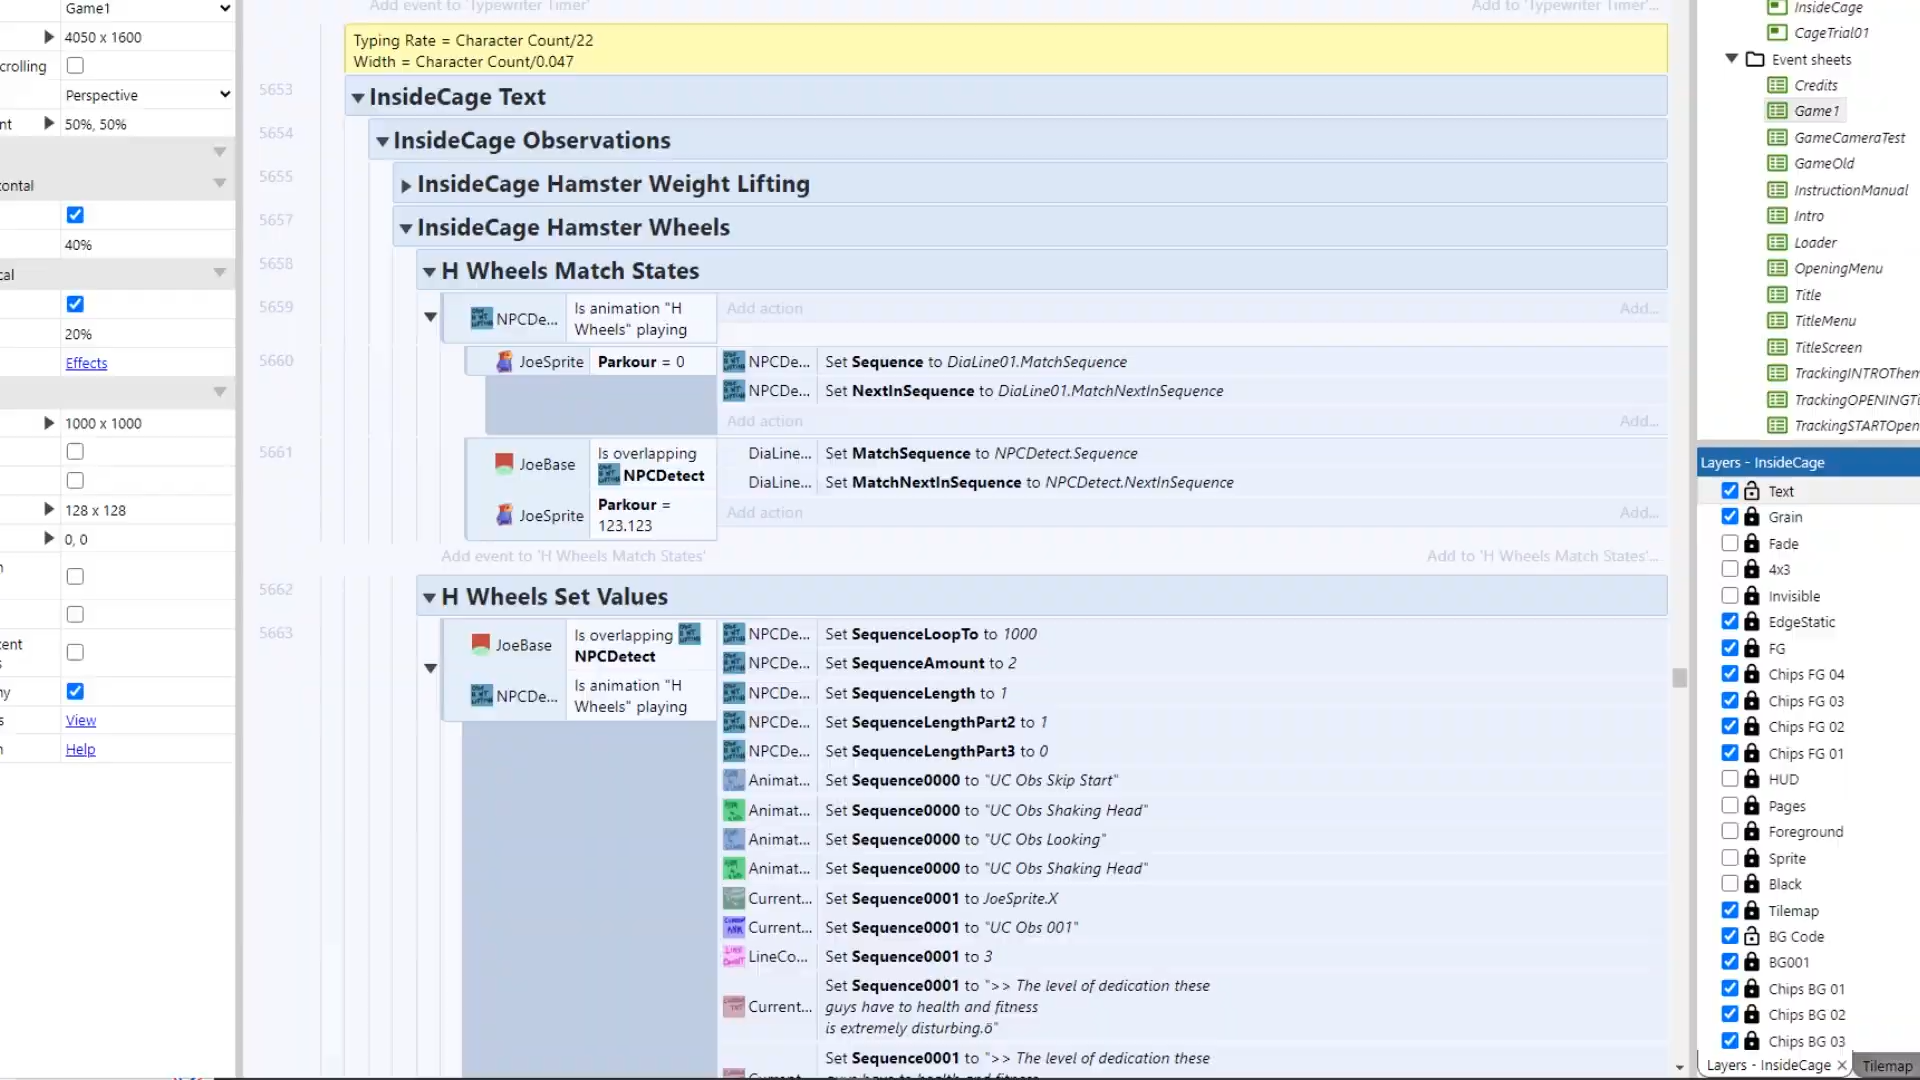 Game1
4050 x 1600
crolling
Perspective
nt
50%, 50%
ontal
40%
cal
20%
Effects
1000 x 1000
128 x 128
0, 0
n
ent
s
ny
s
View
n
Help
Add event to 'Typewriter Timer'
Add to 'Typewriter Timer'...
Typing Rate = Character Count/22
Width = Character Count/0.047
5653
InsideCage Text
5654
InsideCage Observations
5655
InsideCage Hamster Weight Lifting
5657
InsideCage Hamster Wheels
5658
H Wheels Match States
5659
NPCDe...
Is animation "H
Wheels" playing
Add action
Add...
5660
JoeSprite
Parkour = 0
NPCDe...
Set Sequence to DiaLine01.MatchSequence
NPCDe...
Set NextInSequence to DiaLine01.MatchNextInSequence
Add action
Add...
5661
JoeBase
Is overlapping
NPCDetect
JoeSprite
Parkour =
123.123
DiaLine...
Set MatchSequence to NPCDetect.Sequence
DiaLine...
Set MatchNextInSequence to NPCDetect.NextInSequence
Add action
Add...
Add event to 'H Wheels Match States'
Add to 'H Wheels Match States'...
5662
H Wheels Set Values
5663
JoeBase
Is overlapping
NPCDetect
NPCDe...
Is animation "H
Wheels" playing
NPCDe...
Set SequenceLoopTo to 1000
NPCDe...
Set SequenceAmount to 2
NPCDe...
Set SequenceLength to 1
NPCDe...
Set SequenceLengthPart2 to 1
NPCDe...
Set SequenceLengthPart3 to 0
Animat...
Set Sequence0000 to "UC Obs Skip Start"
Animat...
Set Sequence0000 to "UC Obs Shaking Head"
Animat...
Set Sequence0000 to "UC Obs Looking"
Animat...
Set Sequence0000 to "UC Obs Shaking Head"
Current...
Set Sequence0001 to JoeSprite.X
Current...
Set Sequence0001 to "UC Obs 001"
LineCo...
Set Sequence0001 to 3
Current...
Set Sequence0001 to ">> The level of dedication these
guys have to health and fitness
is extremely disturbing.ö"
Set Sequence0001 to ">> The level of dedication these
InsideCage
CageTrial01
Event sheets
Credits
Game1
GameCameraTest
GameOld
InstructionManual
Intro
Loader
OpeningMenu
Title
TitleMenu
TitleScreen
TrackingINTROThem
TrackingOPENINGTi
TrackingSTARTOpen
Layers - InsideCage
Text
Grain
Fade
4x3
Invisible
EdgeStatic
FG
Chips FG 04
Chips FG 03
Chips FG 02
Chips FG 01
HUD
Pages
Foreground
Sprite
Black
Tilemap
BG Code
BG001
Chips BG 01
Chips BG 02
Chips BG 03
Layers - InsideCage
Tilemap